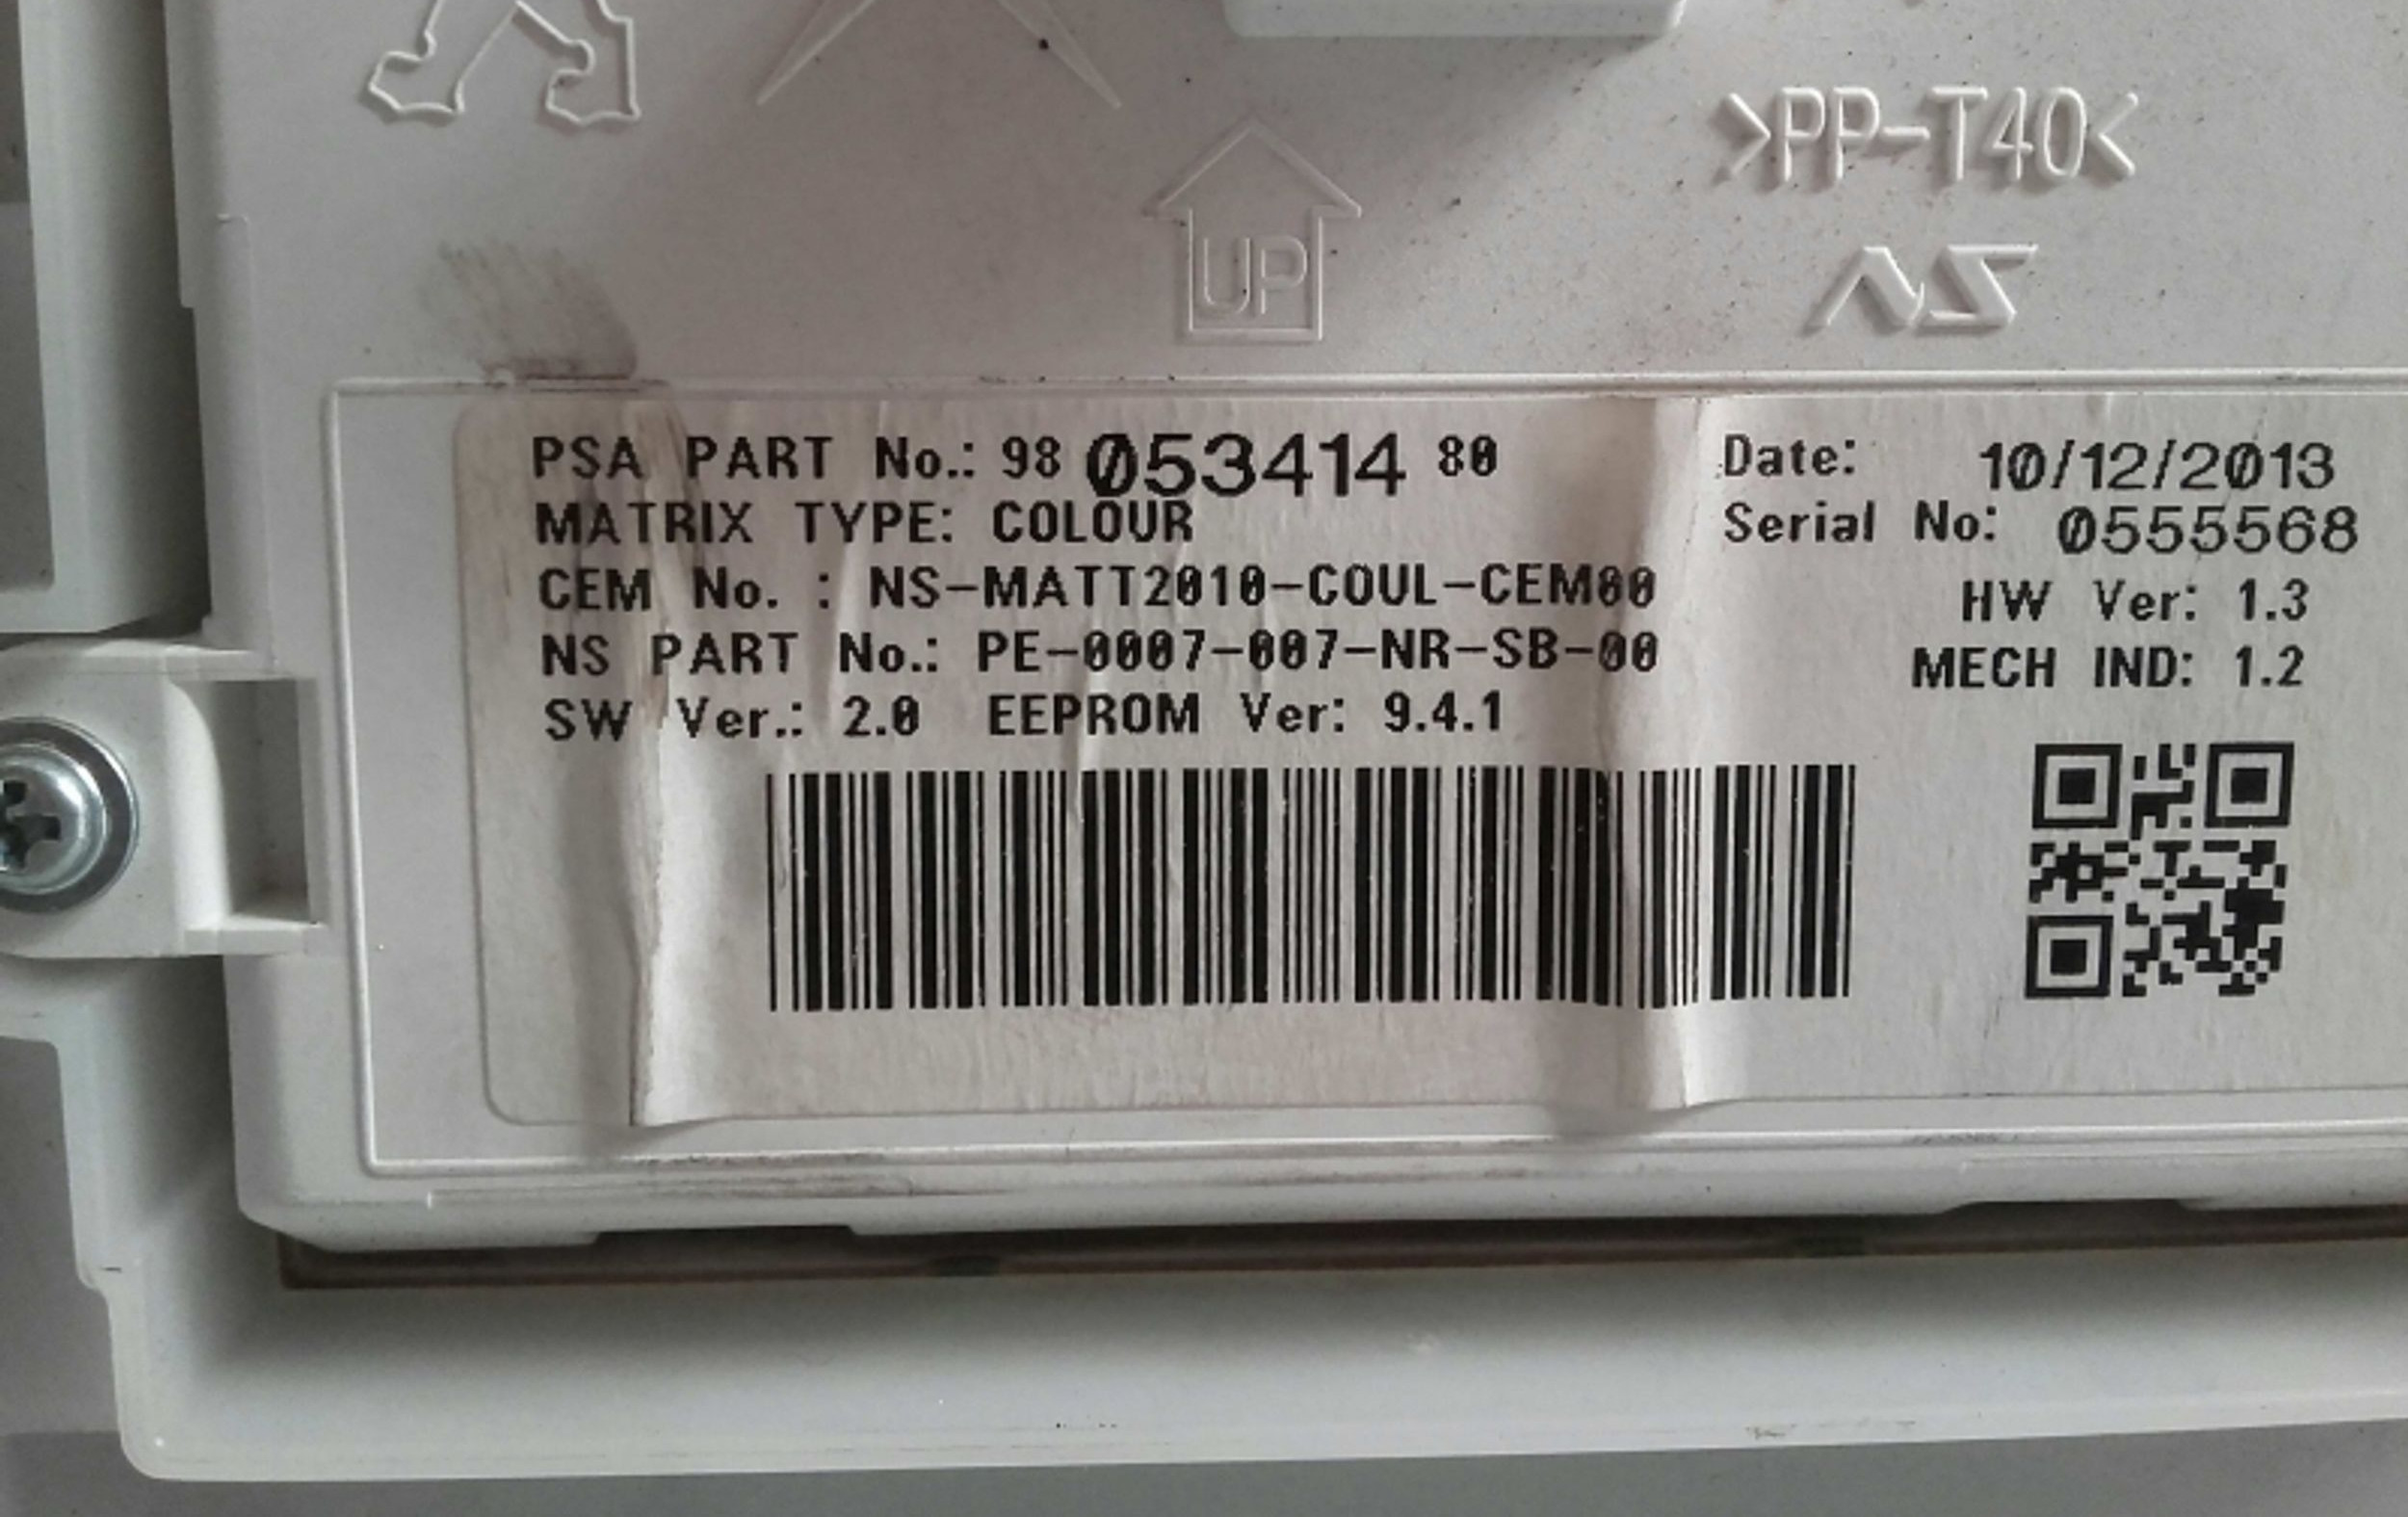 >PP-T40<
UP
NS
PSA PART No.: 98 053414 80
MATRIX TYPE: COLOUR
CEM No. : NS-MATT2010-COUL-CEM00
NS PART No.: PE-0007-007-NR-SB-00
SW Ver.: 2.0 EEPROM Ver: 9.4.1
Date: 10/12/2013
Serial No: 0555568
HW Ver: 1.3
MECH IND: 1.2